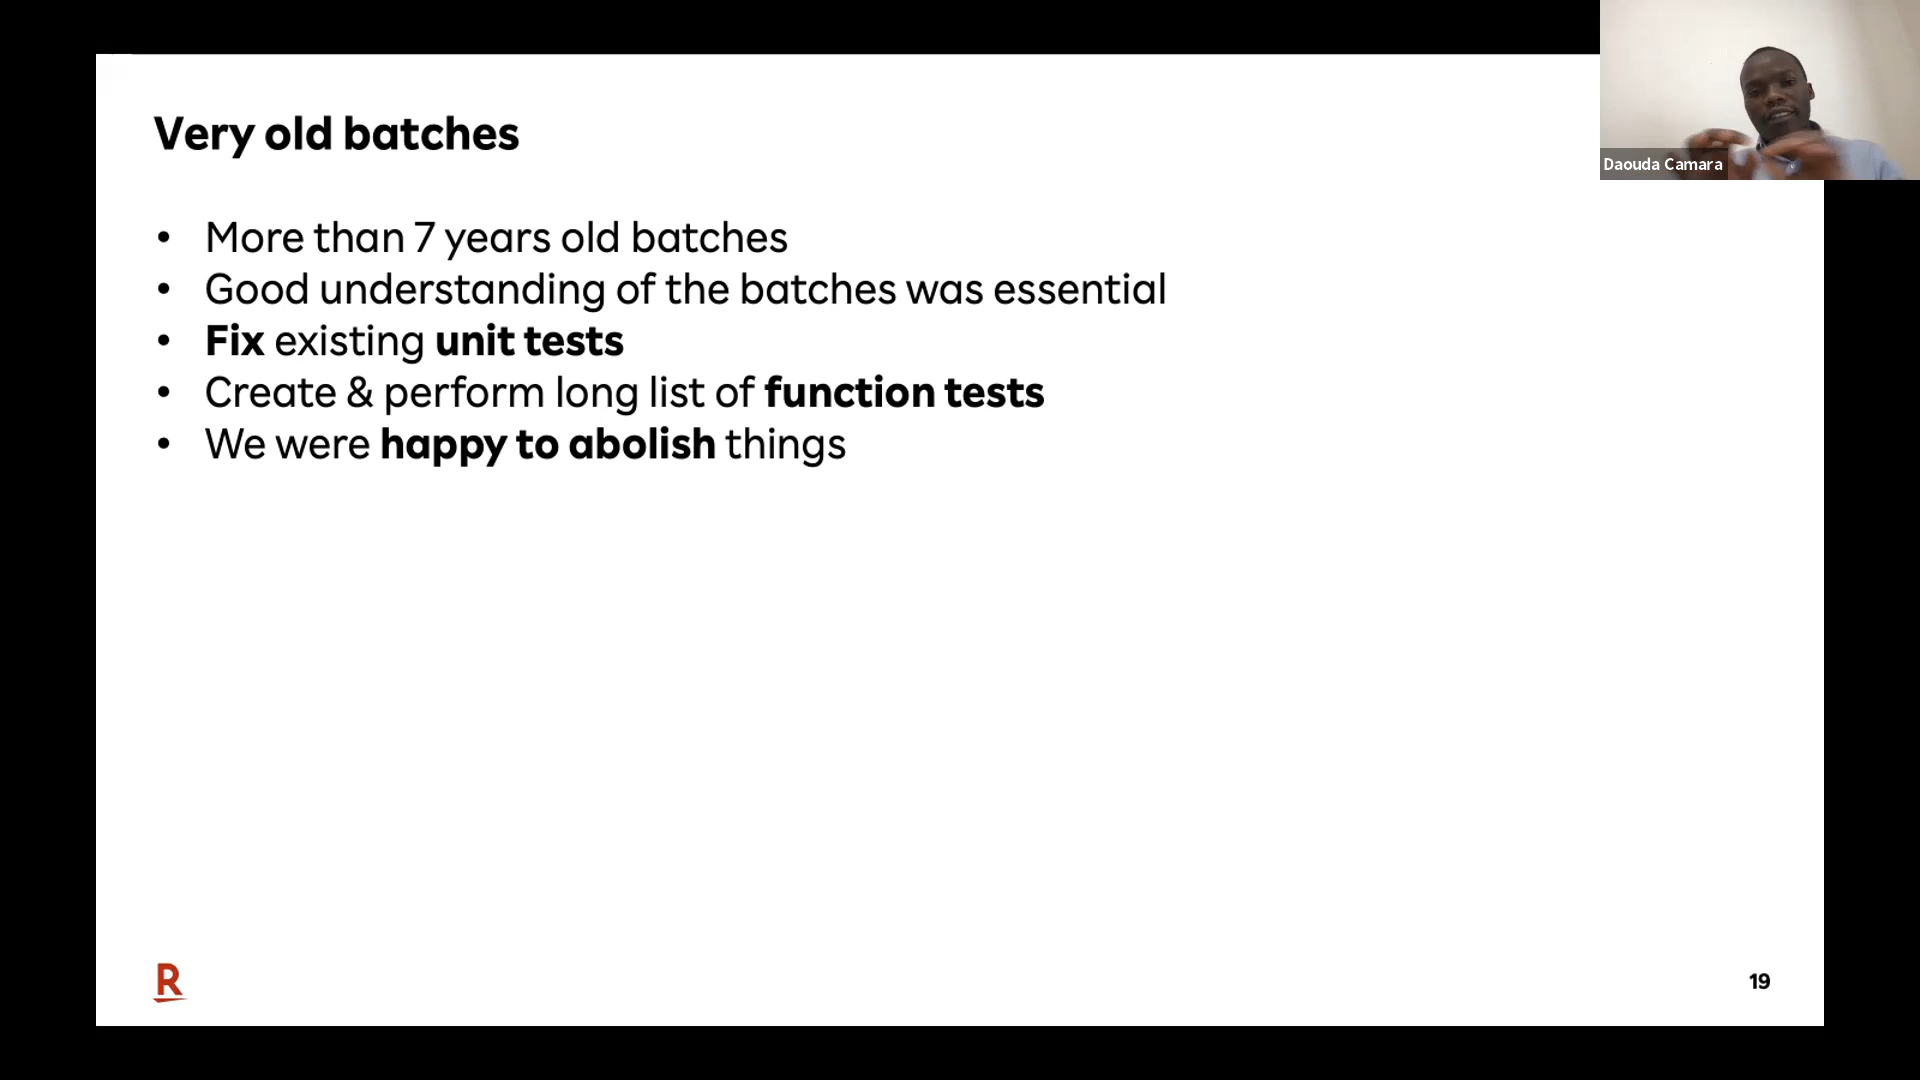 Very old batches
Daouda Camara
• More than 7 years old batches
• Good understanding of the batches was essential
• Fix existing unit tests
• Create & perform long list of function tests
• We were happy to abolish things
R
19